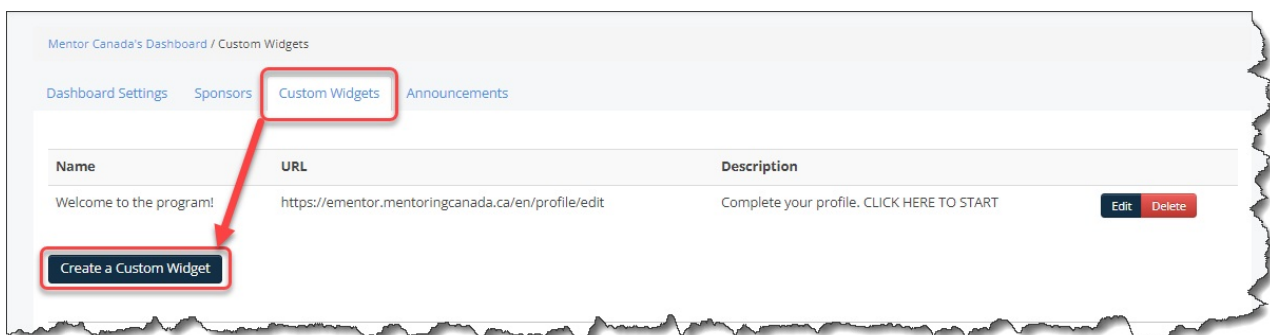 Mentor Canada's Dashboard / Custom Widgets
Dashboard Settings Sponsors Custom Widgets Announcements
Name URL Description
Welcome to the program! https://ementor.mentoringcanada.ca/en/profile/edit Complete your profile. CLICK HERE TO START Edit Delete
Create a Custom Widget